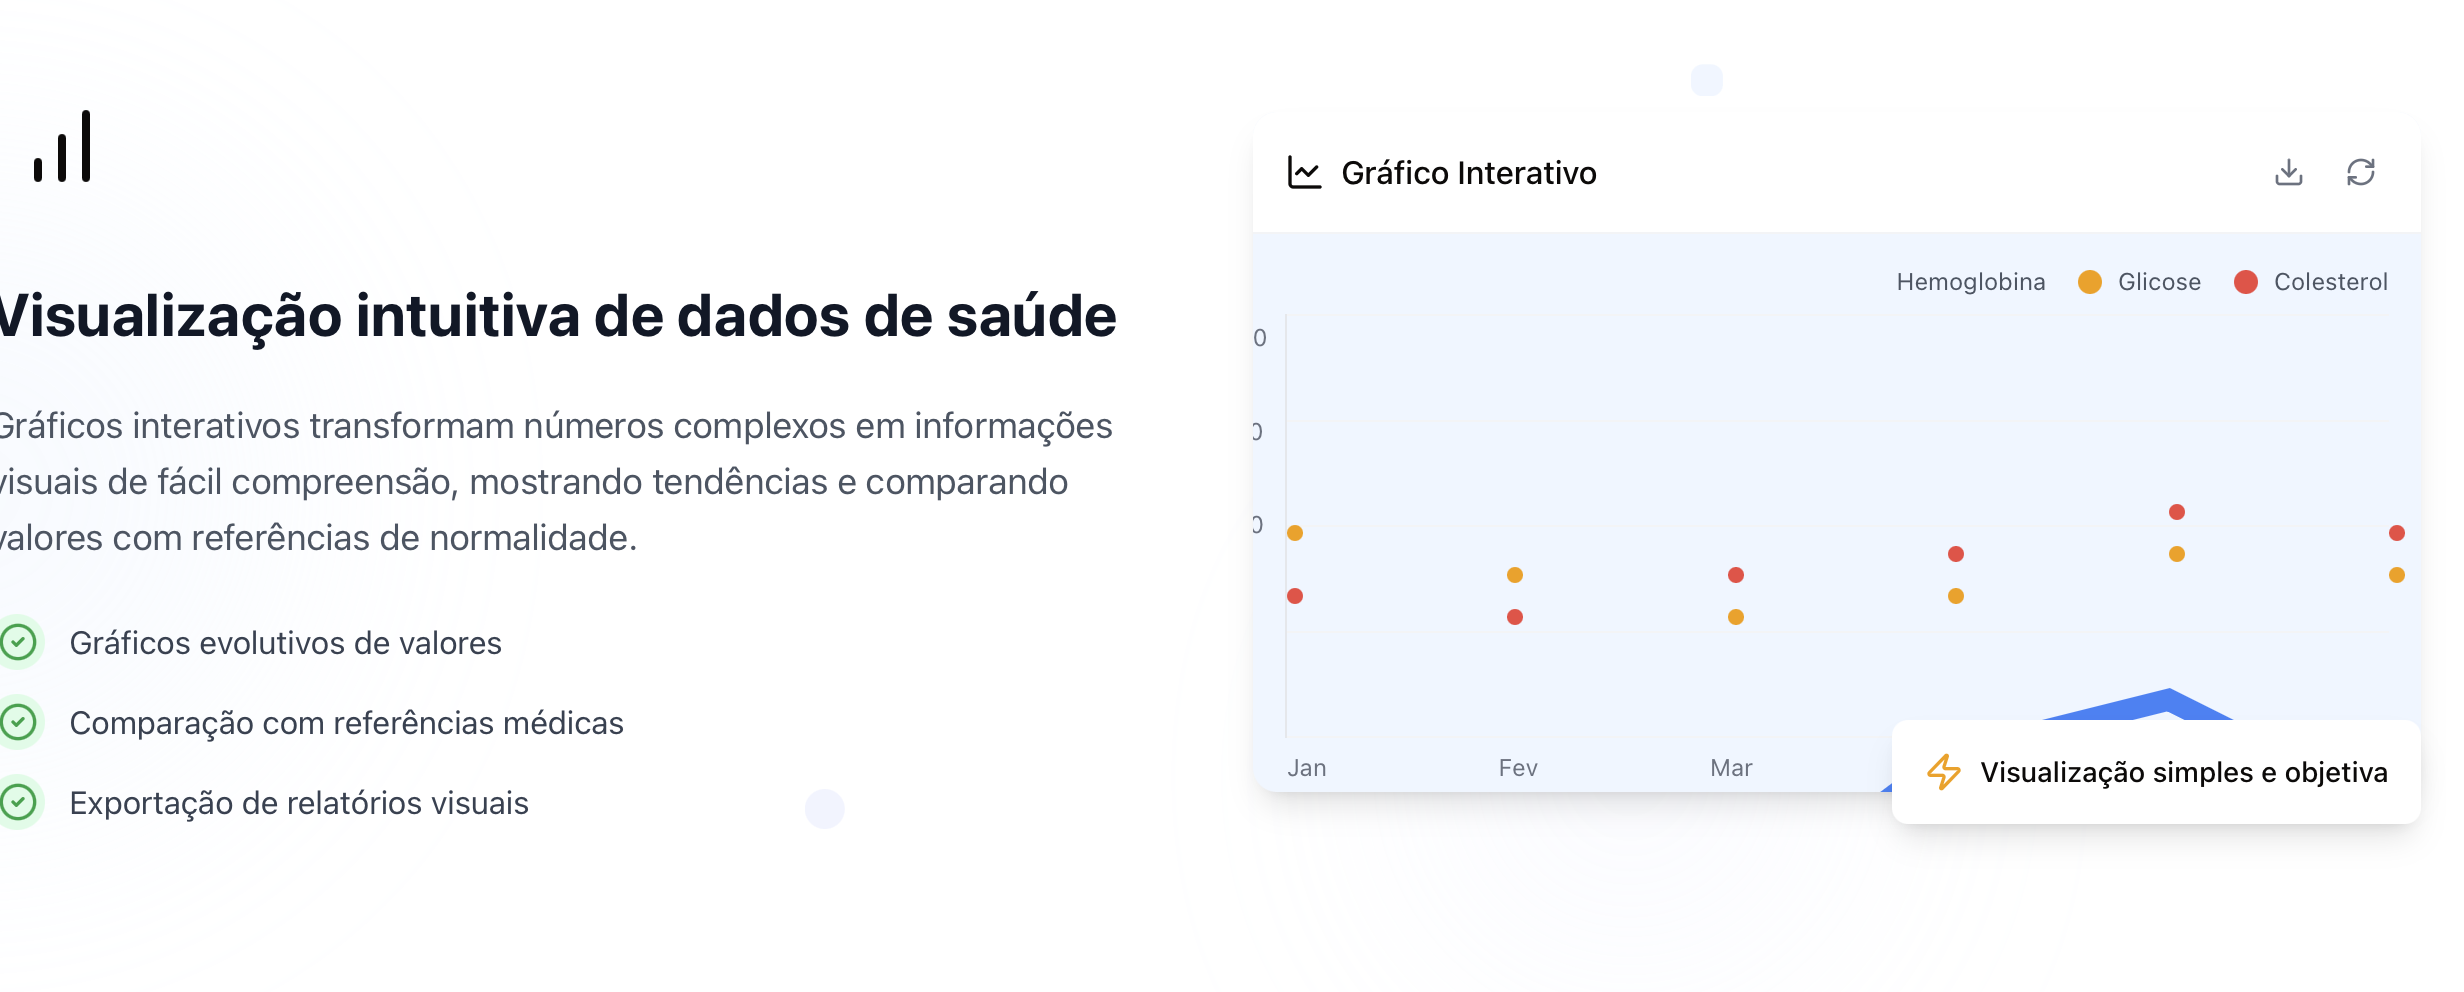 Visualização intuitiva de dados de saúde
Gráficos interativos transformam números complexos em informações
visuais de fácil compreensão, mostrando tendências e comparando
valores com referências de normalidade.
Gráficos evolutivos de valores
Comparação com referências médicas
Exportação de relatórios visuais
Gráfico Interativo
Hemoglobina Glicose Colesterol
0
0
0
Jan Fev Mar
Visualização simples e objetiva